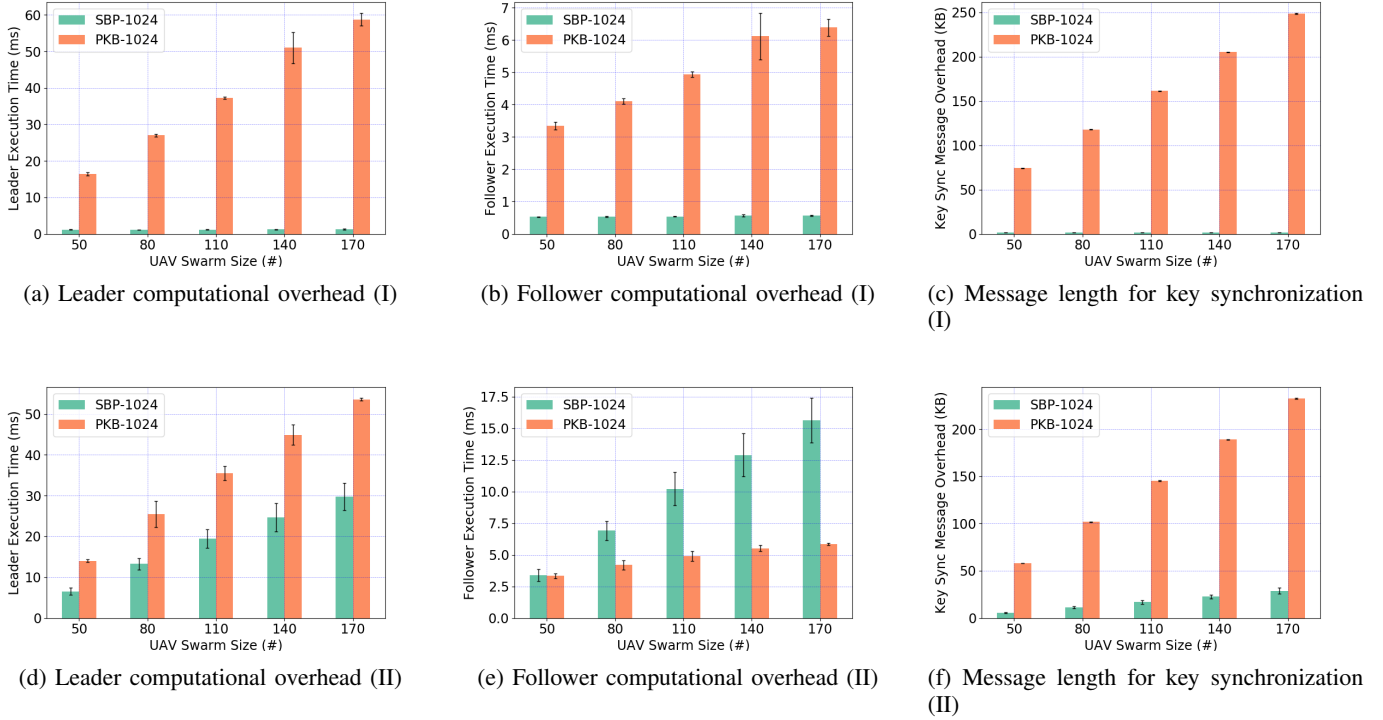 60
50
40
30
20
10
0
Leader Execution Time (ms)
SBP-1024
PKB-1024
50 80 110 140 170
UAV Swarm Size (#)
(a) Leader computational overhead (I)
7
6
5
4
3
2
1
0
Follower Execution Time (ms)
SBP-1024
PKB-1024
50 80 110 140 170
UAV Swarm Size (#)
(b) Follower computational overhead (I)
250
200
150
100
50
0
Key Sync Message Overhead (KB)
SBP-1024
PKB-1024
50 80 110 140 170
UAV Swarm Size (#)
(c) Message length for key synchronization
(I)
50
40
30
20
10
0
Leader Execution Time (ms)
SBP-1024
PKB-1024
50 80 110 140 170
UAV Swarm Size (#)
(d) Leader computational overhead (II)
17.5
15.0
12.5
10.0
7.5
5.0
2.5
0.0
Follower Execution Time (ms)
SBP-1024
PKB-1024
50 80 110 140 170
UAV Swarm Size (#)
(e) Follower computational overhead (II)
200
150
100
50
0
Key Sync Message Overhead (KB)
SBP-1024
PKB-1024
50 80 110 140 170
UAV Swarm Size (#)
(f) Message length for key synchronization
(II)